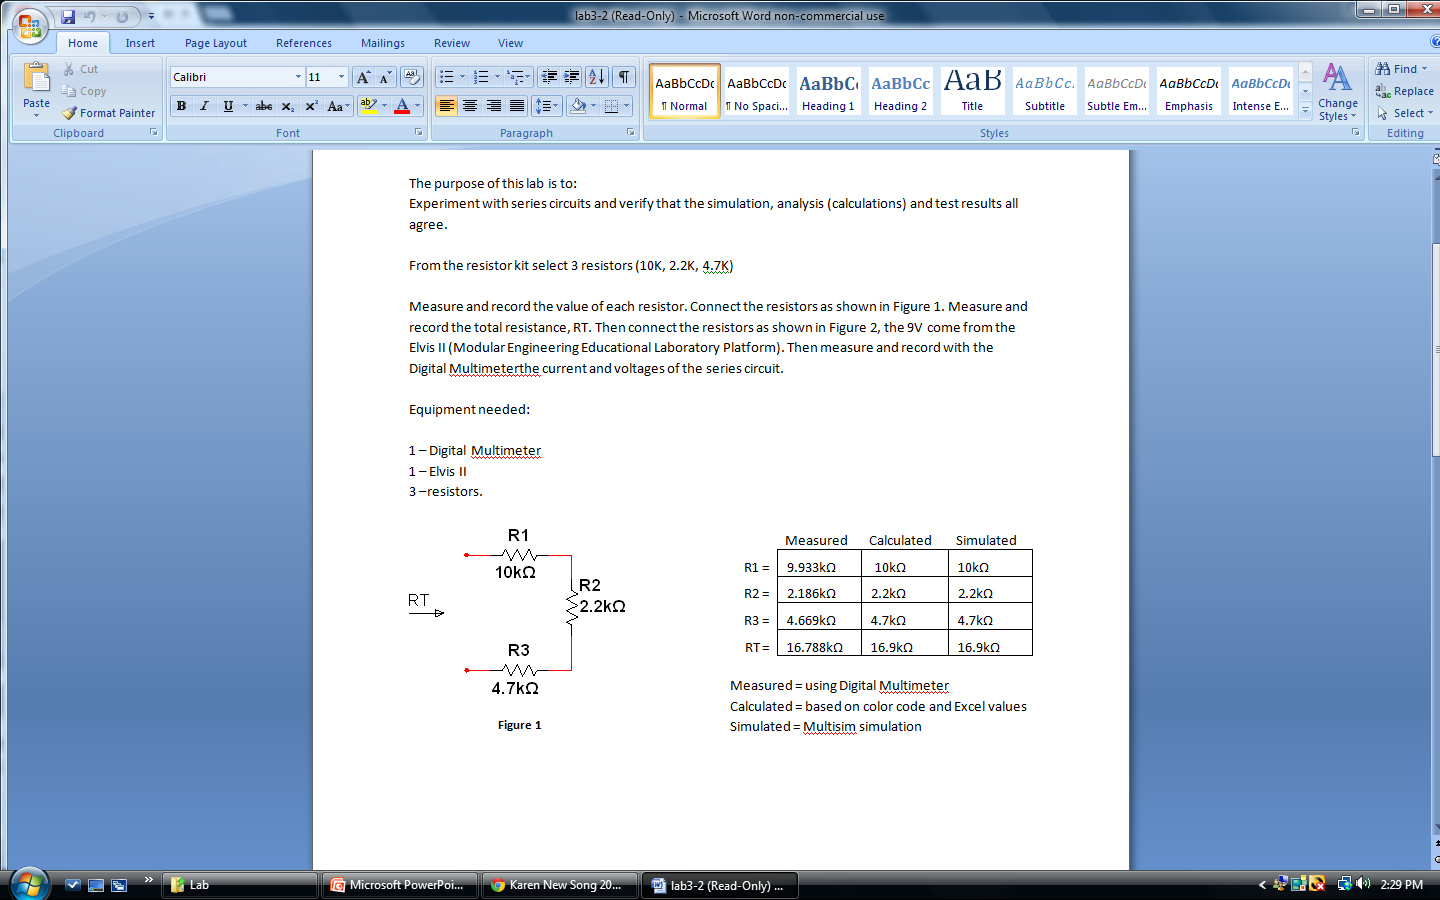 lab3-2 (Read-Only) - Microsoft Word non-commercial use
Home Insert Page Layout References Mailings Review View
Paste
Cut
Copy
Format Painter
Clipboard
Calibri 11
B I U abc x₂ x² Aa ab A
Font
Paragraph
AaBbCcDc AaBbCcDc AaBbC AaBbCc AaB AaBbCc. AaBbCcDi AaBbCcDc AaBbCcDi
¶ Normal ¶ No Spaci... Heading 1 Heading 2 Title Subtitle Subtle Em... Emphasis Intense E...
Styles
Change
Styles
Find
Replace
Select
Editing
The purpose of this lab is to:
Experiment with series circuits and verify that the simulation, analysis (calculations) and test results all
agree.
From the resistor kit select 3 resistors (10K, 2.2K, 4.7K)
Measure and record the value of each resistor. Connect the resistors as shown in Figure 1. Measure and
record the total resistance, RT. Then connect the resistors as shown in Figure 2, the 9V come from the
Elvis II (Modular Engineering Educational Laboratory Platform). Then measure and record with the
Digital Multimeterthe current and voltages of the series circuit.
Equipment needed:
1 – Digital Multimeter
1 – Elvis II
3 –resistors.
R1
10kΩ
R2
2.2kΩ
RT
R3
4.7kΩ
Figure 1
Measured Calculated Simulated
R1 = 9.933kΩ 10kΩ 10kΩ
R2 = 2.186kΩ 2.2kΩ 2.2kΩ
R3 = 4.669kΩ 4.7kΩ 4.7kΩ
RT = 16.788kΩ 16.9kΩ 16.9kΩ
Measured = using Digital Multimeter
Calculated = based on color code and Excel values
Simulated = Multisim simulation
Lab
Microsoft PowerPoi...
Karen New Song 20...
lab3-2 (Read-Only) ...
2:29 PM